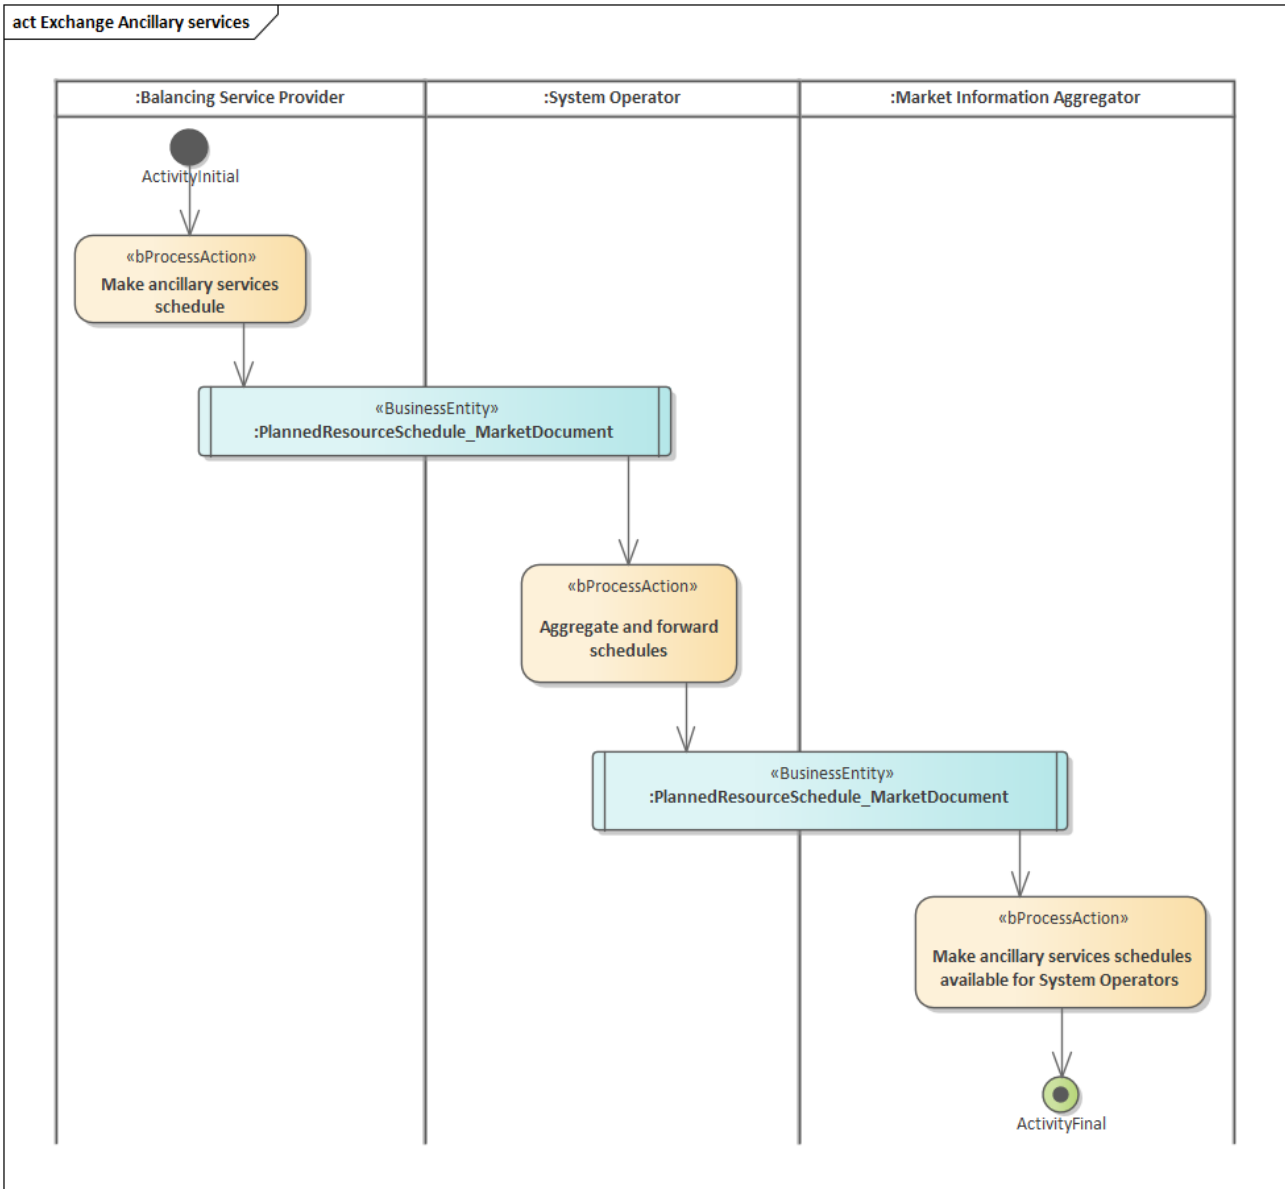 act Exchange Ancillary services
:Balancing Service Provider
:System Operator
:Market Information Aggregator
ActivityInitial
«bProcessAction»
Make ancillary services
schedule
«BusinessEntity»
:PlannedResourceSchedule_MarketDocument
«bProcessAction»
Aggregate and forward
schedules
«BusinessEntity»
:PlannedResourceSchedule_MarketDocument
«bProcessAction»
Make ancillary services schedules
available for System Operators
ActivityFinal